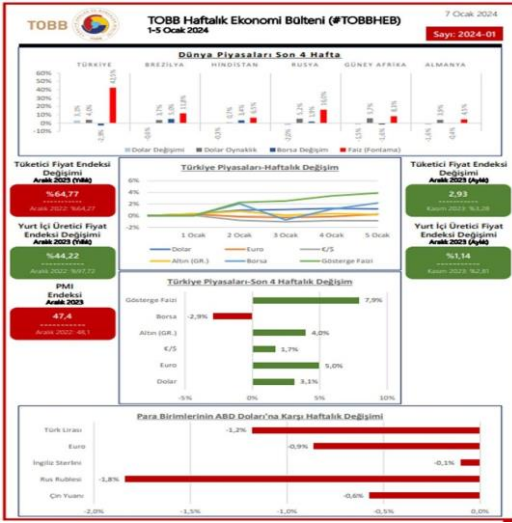 7 Ocak 2024
TOBB
TOBB Haftalık Ekonomi Bülteni (#TOBBHEB)
1-5 Ocak 2024
Sayı: 2024-01
Dünya Piyasaları Son 4 Hafta
TÜRKİYE BREZİLYA HİNDİSTAN RUSYA GÜNEY AFRİKA ALMANYA
60%
50%
40%
30%
20%
10%
0%
-10%
Dolar Değişimi Dolar Oynaklık Borsa Değişim Faiz (Fonlama)
Tüketici Fiyat Endeksi
Değişimi
Aralık 2023 (Yıllık)
%64,77
Aralık 2022: %64,27
Yurt İçi Üretici Fiyat
Endeksi Değişimi
Aralık 2023 (Yıllık)
%44,22
Aralık 2022: %97,72
PMI
Endeksi
Aralık 2023
47,4
Aralık 2022: 48,1
Türkiye Piyasaları-Haftalık Değişim
6%
4%
2%
0%
-2%
1 Ocak 2 Ocak 3 Ocak 4 Ocak 5 Ocak
Dolar Euro €/$
Altın (GR.) Borsa Gösterge Faizi
Tüketici Fiyat Endeksi
Değişimi
Aralık 2023 (Aylık)
2,93
Kasım 2023: %3,28
Yurt İçi Üretici Fiyat
Endeksi Değişimi
Aralık 2023 (Aylık)
%1,14
Kasım 2023: %2,81
Türkiye Piyasaları-Son 4 Haftalık Değişim
Gösterge Faizi 7,9%
Borsa -2,9%
Altın (GR.) 4,0%
€/$ 1,7%
Euro 5,0%
Dolar 3,1%
-5% 0% 5% 10%
Para Birimlerinin ABD Doları'na Karşı Haftalık Değişimi
Türk Lirası -1,2%
Euro -0,9%
İngiliz Sterlini -0,1%
Rus Rublesi -1,8%
Çin Yuanı -0,6%
-2,0% -1,5% -1,0% -0,5% 0,0%